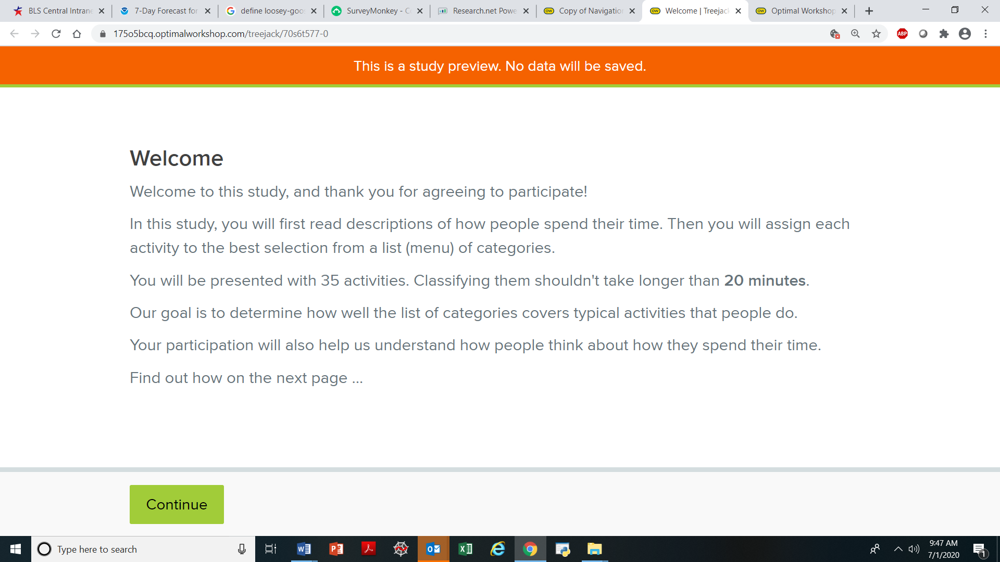 BLS Central Intrane
7-Day Forecast for
define loosey-goos
SurveyMonkey - C
Research.net Powe
Copy of Navigation
Welcome | Treejack
Optimal Workshop
175o5bcq.optimalworkshop.com/treejack/70s6t577-0
ABP
This is a study preview. No data will be saved.
Welcome
Welcome to this study, and thank you for agreeing to participate!
In this study, you will first read descriptions of how people spend their time. Then you will assign each
activity to the best selection from a list (menu) of categories.
You will be presented with 35 activities. Classifying them shouldn't take longer than 20 minutes.
Our goal is to determine how well the list of categories covers typical activities that people do.
Your participation will also help us understand how people think about how they spend their time.
Find out how on the next page ...
Continue
Type here to search
9:47 AM
7/1/2020
1